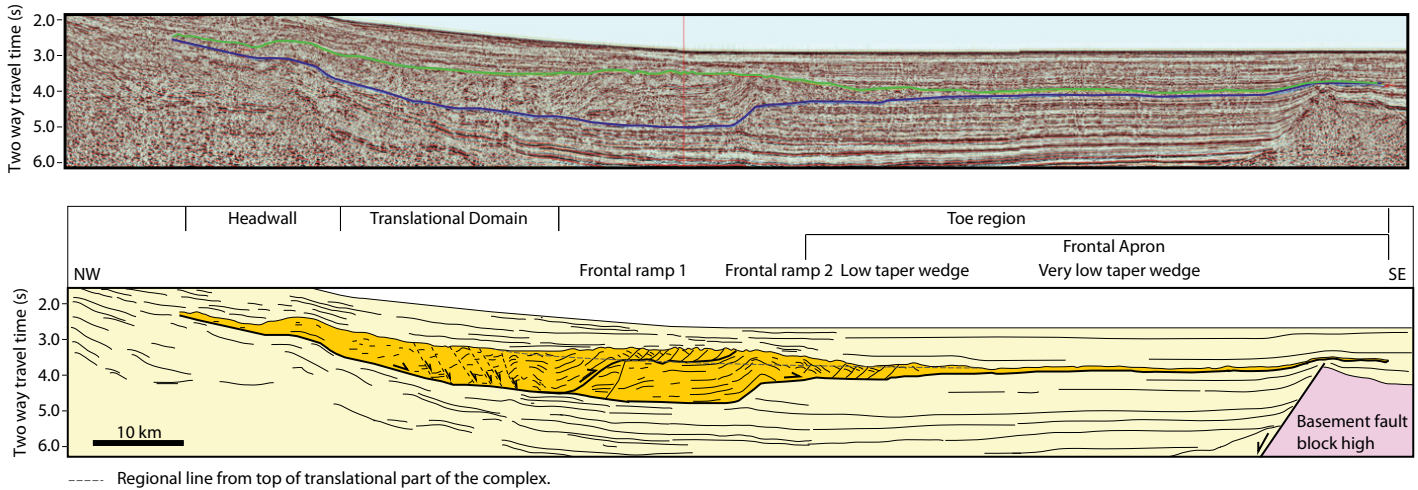 Two way travel time (s)
2.0
3.0
4.0
5.0
6.0
Headwall
Translational Domain
Toe region
Frontal Apron
NW
Frontal ramp 1
Frontal ramp 2
Low taper wedge
Very low taper wedge
SE
Two way travel time (s)
2.0
3.0
4.0
5.0
6.0
10 km
Basement fault
block high
Regional line from top of translational part of the complex.